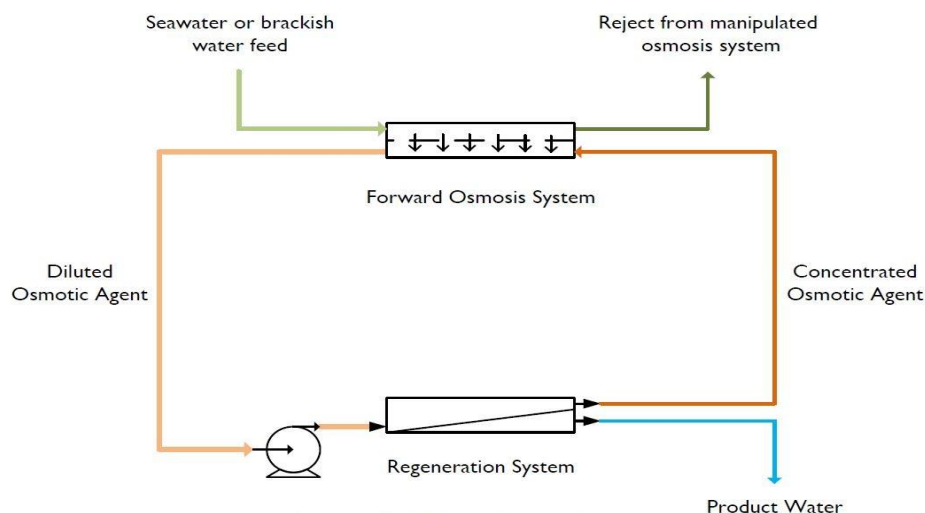 Seawater or brackish
water feed
Reject from manipulated
osmosis system
Forward Osmosis System
Diluted
Osmotic Agent
Concentrated
Osmotic Agent
Regeneration System
Product Water